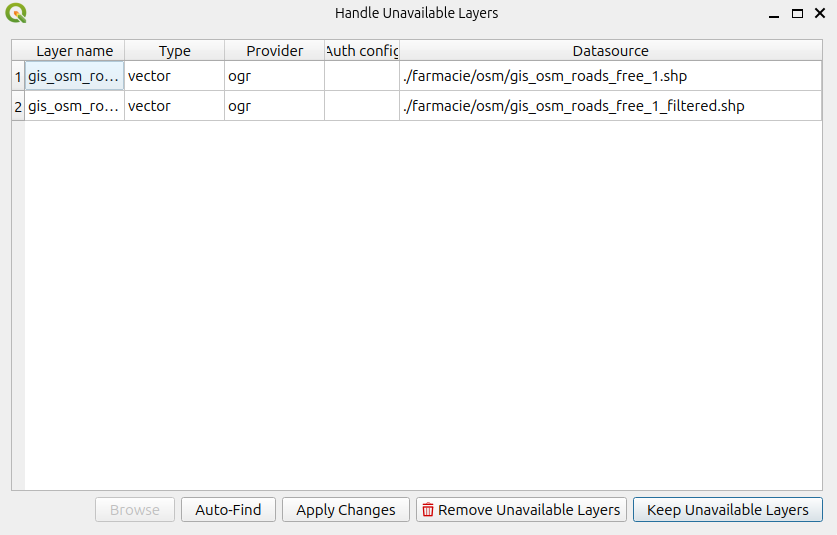 Handle Unavailable Layers
Layer name Type Provider Auth config Datasource
1 gis_osm_ro... vector ogr ./farmacie/osm/gis_osm_roads_free_1.shp
2 gis_osm_ro... vector ogr ./farmacie/osm/gis_osm_roads_free_1_filtered.shp
Browse Auto-Find Apply Changes Remove Unavailable Layers Keep Unavailable Layers